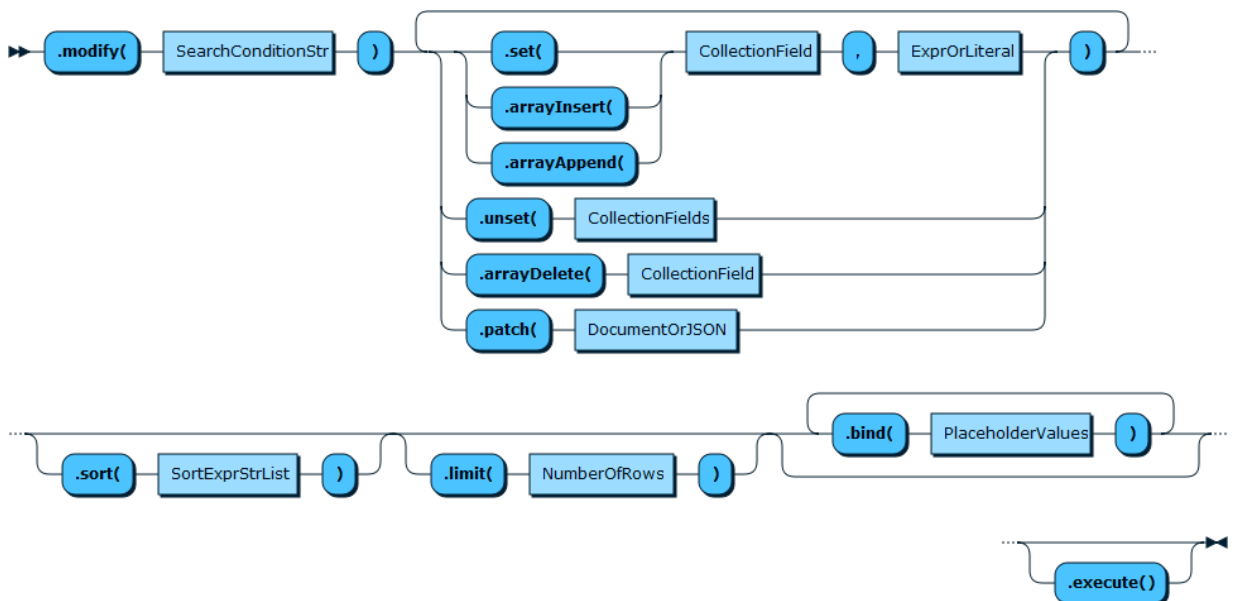 .modify( SearchConditionStr ) .set( CollectionField , ExprOrLiteral )
.arrayInsert(
.arrayAppend(
.unset( CollectionFields
.arrayDelete( CollectionField
.patch( DocumentOrJSON
.bind( PlaceholderValues )
.sort( SortExprStrList ) .limit( NumberOfRows )
.execute()